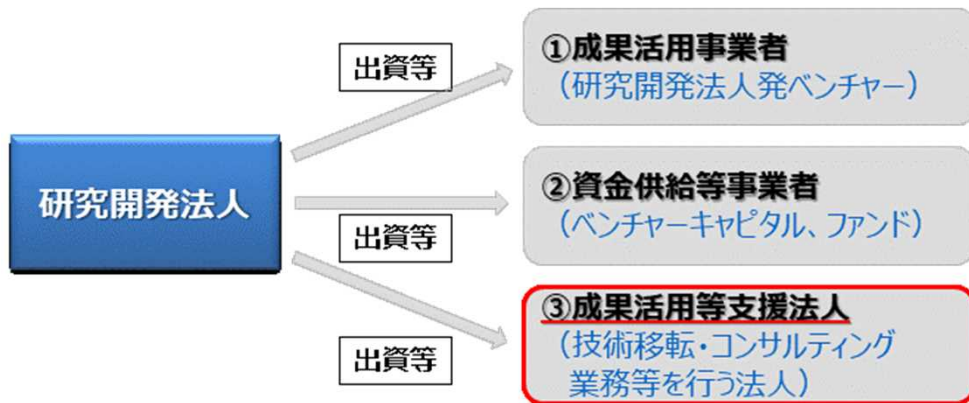 研究開発法人
出資等
①成果活用事業者
（研究開発法人発ベンチャー）
出資等
②資金供給等事業者
（ベンチャーキャピタル、ファンド）
出資等
③成果活用等支援法人
（技術移転・コンサルティング
業務等を行う法人）